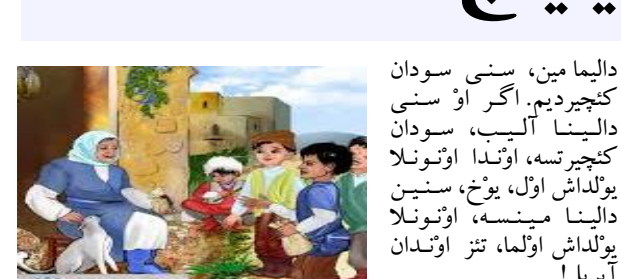 دالیما مین، سنی سودان
کئچیردیم. اگر اوْ سنی
دالینا آلیب، سودان
کئچیرتسه، اوْندا اوْنونلا
یوْلداش اوْل، یوْخ، سنین
دالینا مینسه، اوْنونلا
یوْلداش اوْلما، تئز اوْندان
آیریل!